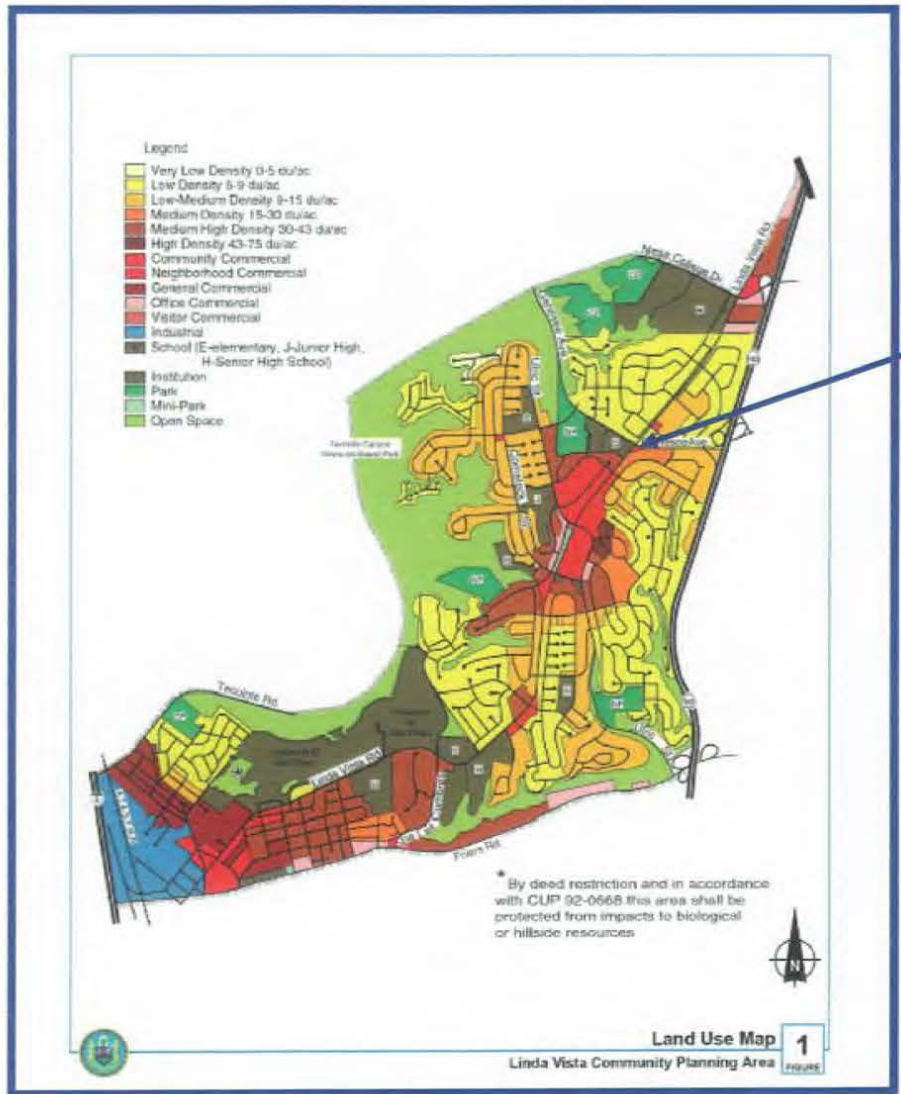 Legend
Very Low Density 0-5 du/ac
Low Density 5-9 du/ac
Low-Medium Density 9-15 du/ac
Medium Density 15-30 du/ac
Medium High Density 30-43 du/ac
High Density 43-75 du/ac
Community Commercial
Neighborhood Commercial
General Commercial
Office Commercial
Visitor Commercial
Industrial
School (E-elementary, J-Junior High,
H-Senior High School)
Institution
Park
Mini-Park
Open Space
Mesa College Dr
Linda Vista Rd
Tecolote Canyon
Tecolote Rd
Linda Vista Rd
Friars Rd
* By deed restriction and in accordance
with CUP 92-0668 this area shall be
protected from impacts to biological
or hillside resources
N
Land Use Map
Linda Vista Community Planning Area
1
FIGURE